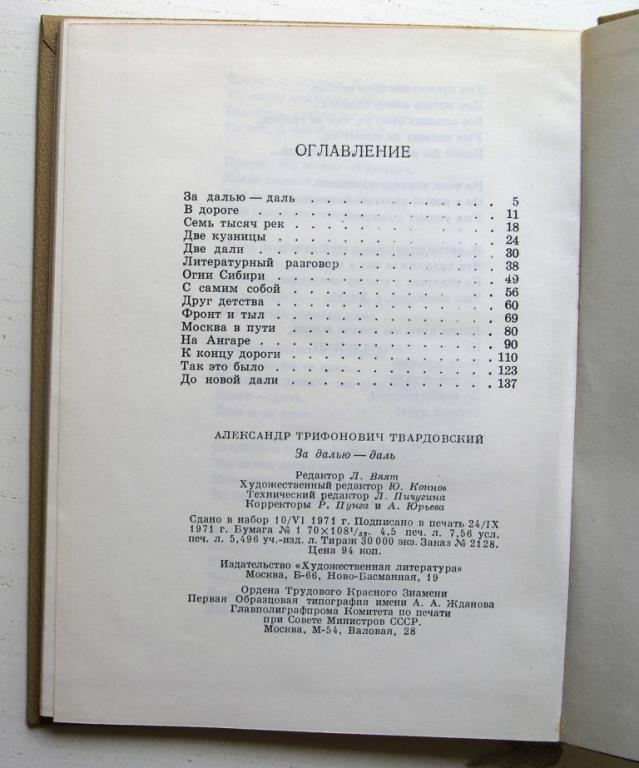 ОГЛАВЛЕНИЕ
За далью — даль . . . . . . . . . . . . 5
В дороге . . . . . . . . . . . . . . 11
Семь тысяч рек . . . . . . . . . . . . 18
Две кузницы . . . . . . . . . . . . . 24
Две дали . . . . . . . . . . . . . . 30
Литературный разговор . . . . . . . . . 38
Огни Сибири . . . . . . . . . . . . . 49
С самим собой . . . . . . . . . . . . 56
Друг детства . . . . . . . . . . . . . 60
Фронт и тыл . . . . . . . . . . . . . 69
Москва в пути . . . . . . . . . . . . 80
На Ангаре . . . . . . . . . . . . . . 90
К концу дороги . . . . . . . . . . . . 110
Так это было . . . . . . . . . . . . . 123
До новой дали . . . . . . . . . . . . 137
АЛЕКСАНДР ТРИФОНОВИЧ ТВАРДОВСКИЙ
За далью — даль
Редактор Л. Вяят
Художественный редактор Ю. Коннов
Технический редактор Л. Пичугина
Корректоры Р. Пунга и А. Юрьева
Сдано в набор 10/VI 1971 г. Подписано в печать 24/IX
1971 г. Бумага № 1 70×108¹/₃₂. 4,5 печ. л. 7,56 усл.
печ. л. 5,496 уч.-изд. л. Тираж 30 000 экз. Заказ № 2128.
Цена 94 коп.
Издательство «Художественная литература»
Москва, Б-66, Ново-Басманная, 19
Ордена Трудового Красного Знамени
Первая Образцовая типография имени А. А. Жданова
Главполиграфпрома Комитета по печати
при Совете Министров СССР.
Москва, М-54, Валовая, 28